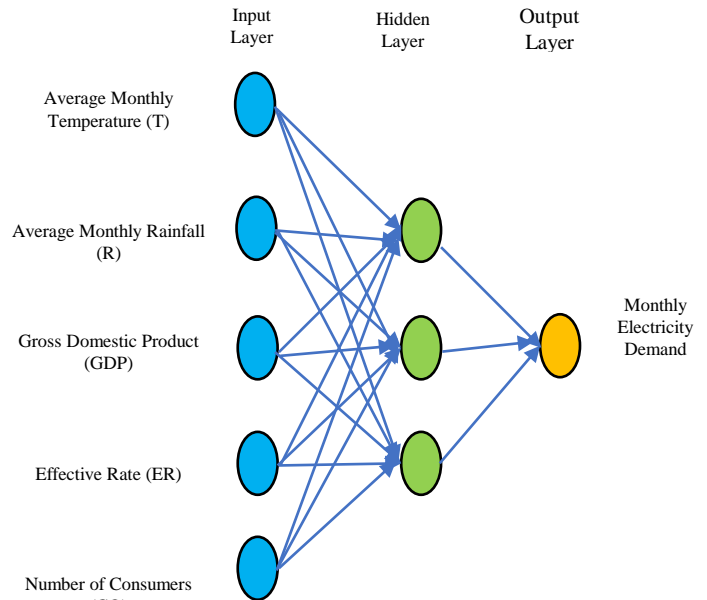 Input
Layer
Hidden
Layer
Output
Layer
Average Monthly
Temperature (T)
Average Monthly Rainfall
(R)
Gross Domestic Product
(GDP)
Effective Rate (ER)
Number of Consumers
Monthly
Electricity
Demand